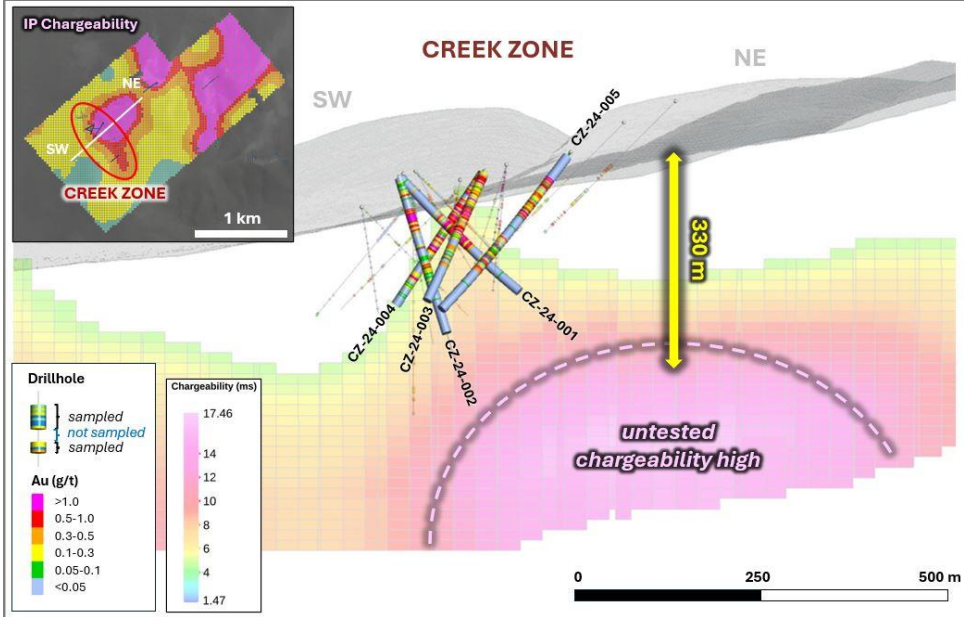 IP Chargeability
NE
SW
CREEK ZONE
1 km
CREEK ZONE
SW
NE
CZ-24-005
330 m
CZ-24-001
CZ-24-004
CZ-24-003
CZ-24-002
untested
chargeability high
Drillhole
sampled
not sampled
sampled
Au (g/t)
>1.0
0.5-1.0
0.3-0.5
0.1-0.3
0.05-0.1
<0.05
Chargeability (ms)
17.46
14
12
10
8
6
4
1.47
0 250 500 m